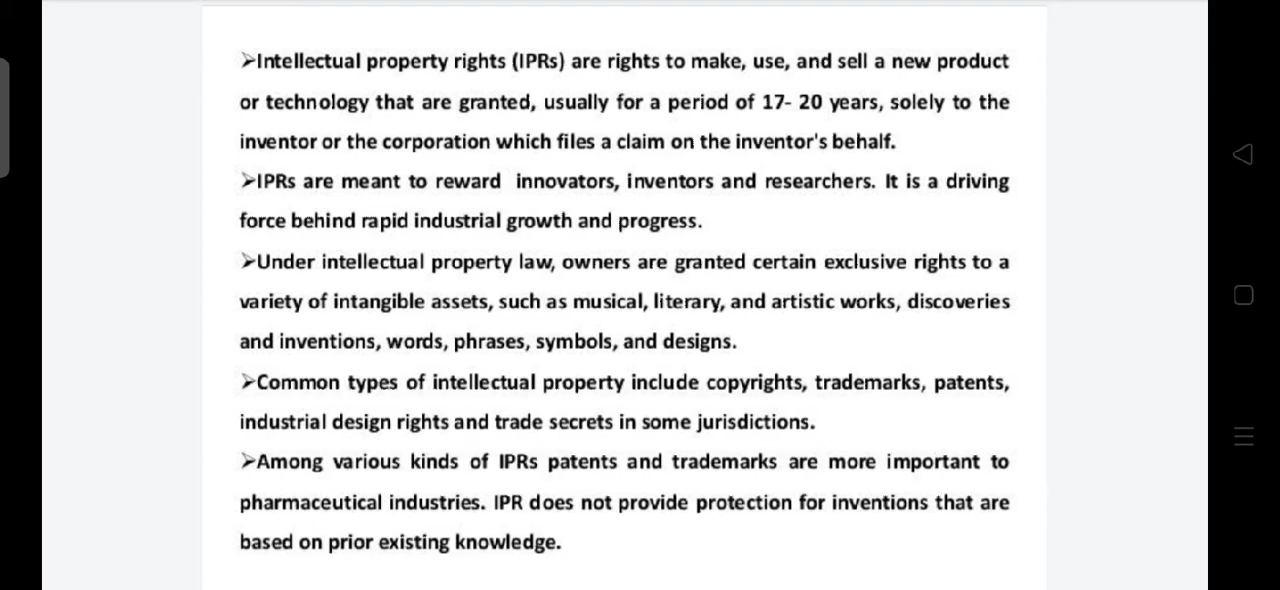 ➢Intellectual property rights (IPRs) are rights to make, use, and sell a new product
or technology that are granted, usually for a period of 17- 20 years, solely to the
inventor or the corporation which files a claim on the inventor's behalf.
➢IPRs are meant to reward innovators, inventors and researchers. It is a driving
force behind rapid industrial growth and progress.
➢Under intellectual property law, owners are granted certain exclusive rights to a
variety of intangible assets, such as musical, literary, and artistic works, discoveries
and inventions, words, phrases, symbols, and designs.
➢Common types of intellectual property include copyrights, trademarks, patents,
industrial design rights and trade secrets in some jurisdictions.
➢Among various kinds of IPRs patents and trademarks are more important to
pharmaceutical industries. IPR does not provide protection for inventions that are
based on prior existing knowledge.